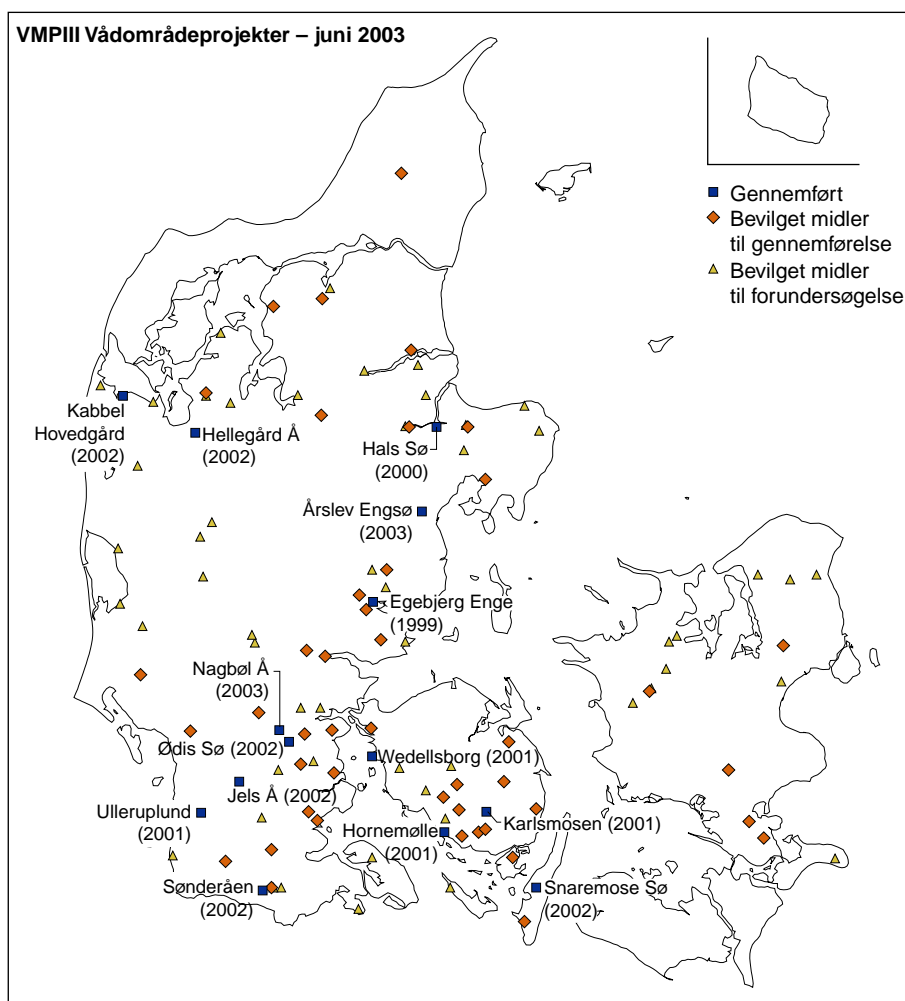 VMPIII Vådområdeprojekter – juni 2003
Gennemført
Bevilget midler
til gennemførelse
Bevilget midler
til forundersøgelse
Kabbel
Hovedgård
(2002)
Hellegård Å
(2002)
Hals Sø
(2000)
Årslev Engsø
(2003)
Egebjerg Enge
(1999)
Nagbøl Å
(2003)
Ødis Sø (2002)
Wedellsborg (2001)
Jels Å (2002)
Ulleruplund
(2001)
Hornemølle
(2001)
Karlsmosen (2001)
Sønderåen
(2002)
Snaremose Sø
(2002)